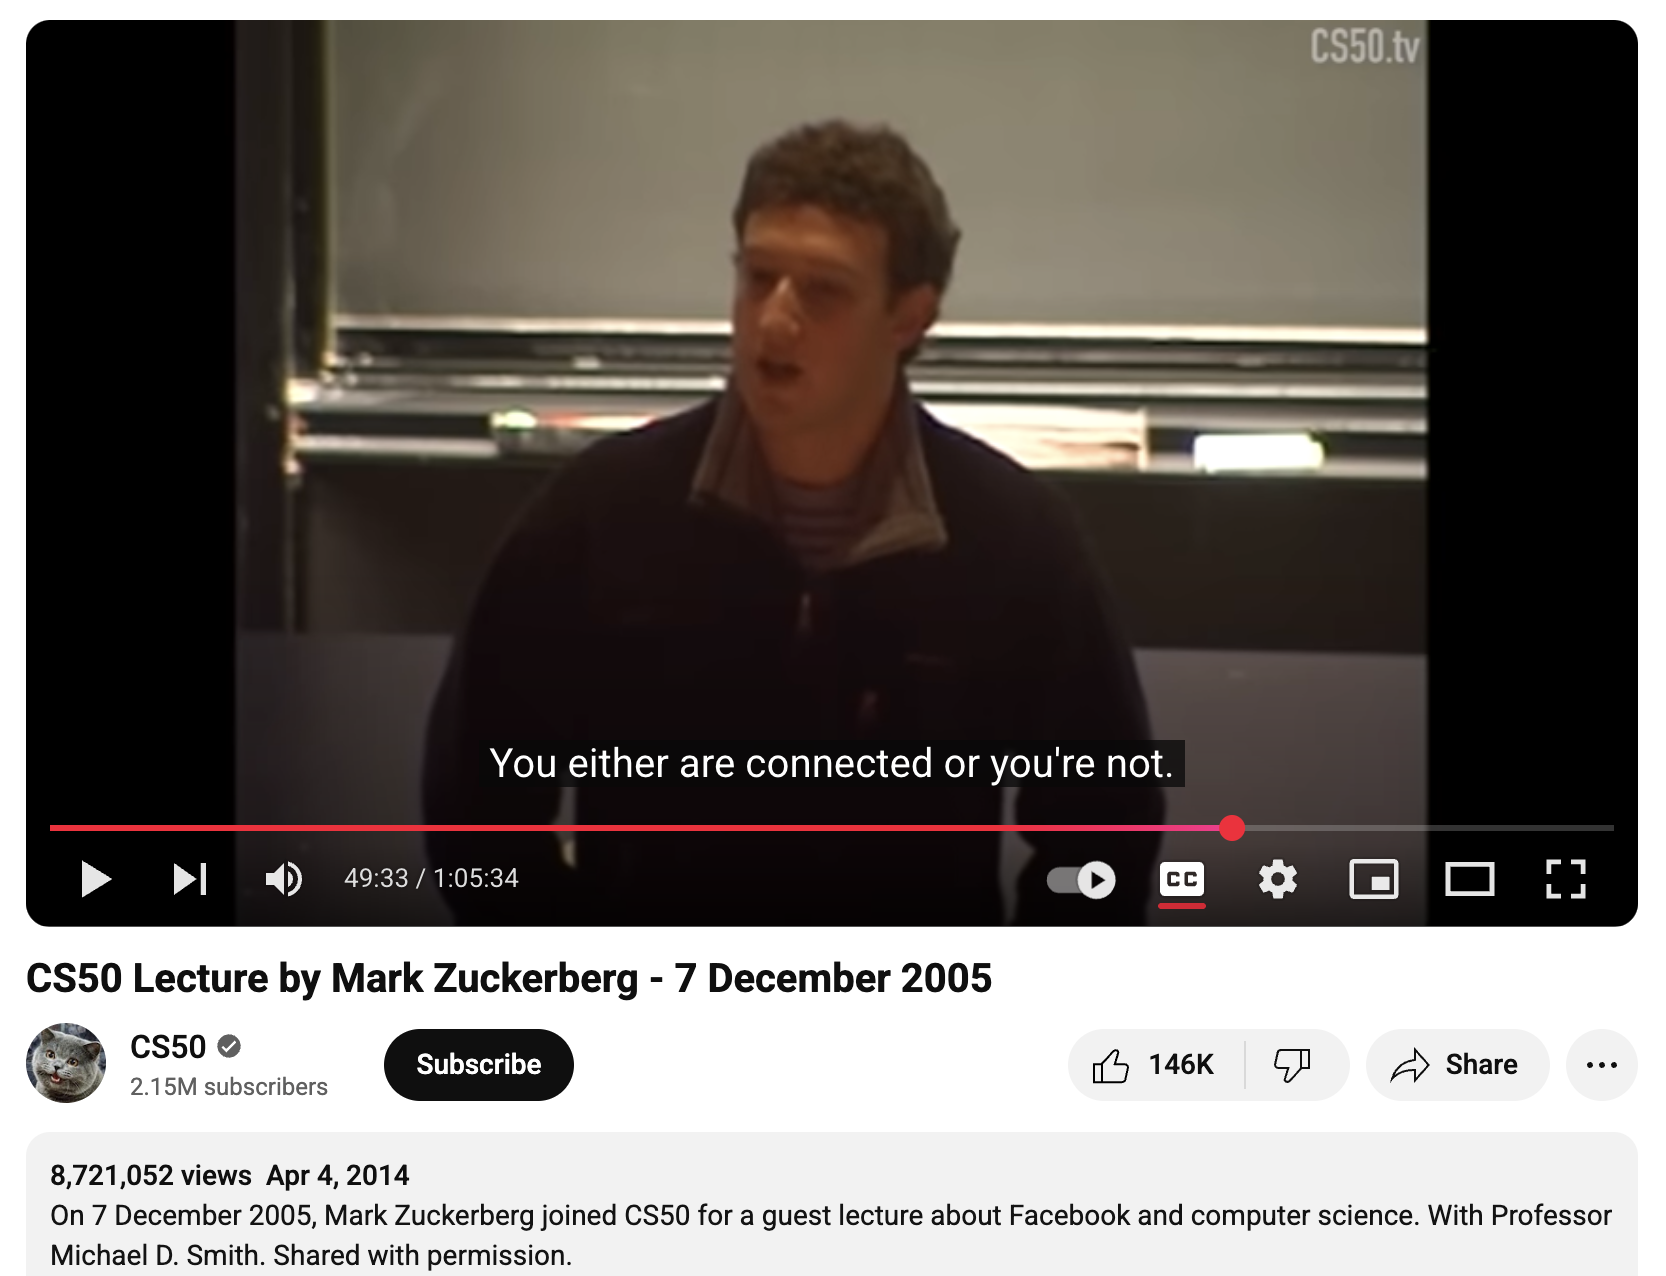 CS50.tv
You either are connected or you're not.
49:33 / 1:05:34
CC
CS50 Lecture by Mark Zuckerberg - 7 December 2005
CS50
2.15M subscribers
Subscribe
146K
Share
8,721,052 views Apr 4, 2014
On 7 December 2005, Mark Zuckerberg joined CS50 for a guest lecture about Facebook and computer science. With Professor
Michael D. Smith. Shared with permission.